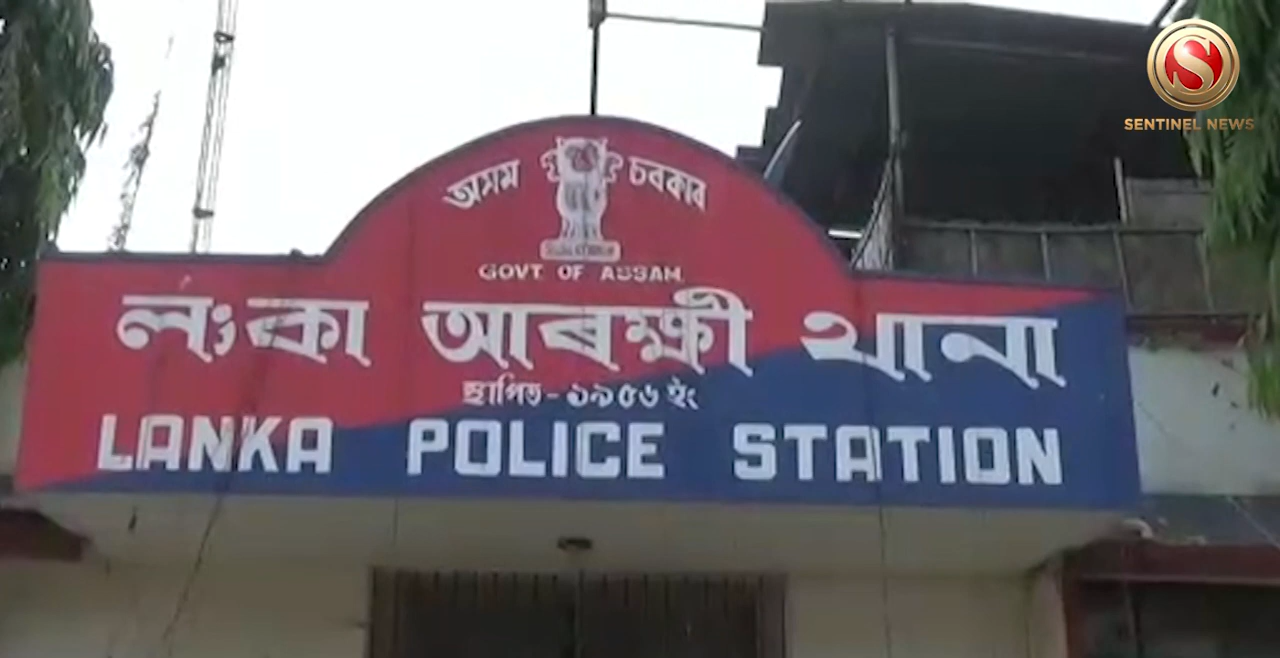 অসম চৰকাৰ
GOVT OF ASSAM
লংকা আৰক্ষী থানা
স্থাপিত - ১৯৫৬ ইং
LANKA POLICE STATION
S
SENTINEL NEWS